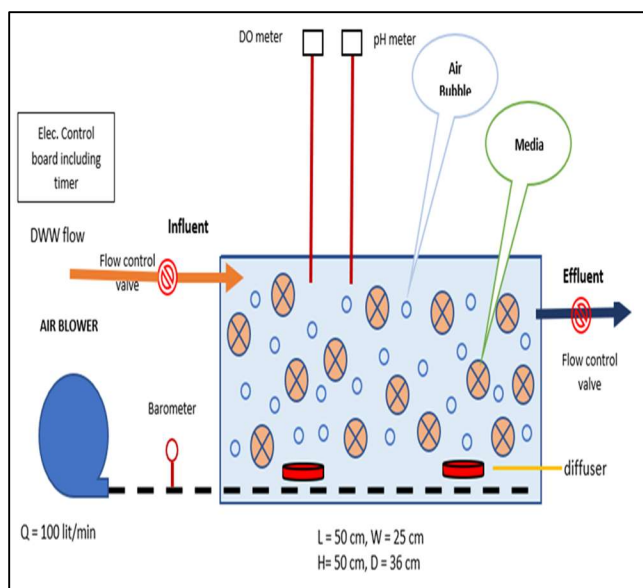 DO meter
pH meter
Air
Bubble
Media
Elec. Control
board including
timer
DWW flow
Influent
Flow control
valve
Effluent
Flow control
valve
AIR BLOWER
Barometer
diffuser
Q = 100 lit/min
L = 50 cm, W = 25 cm
H= 50 cm, D = 36 cm